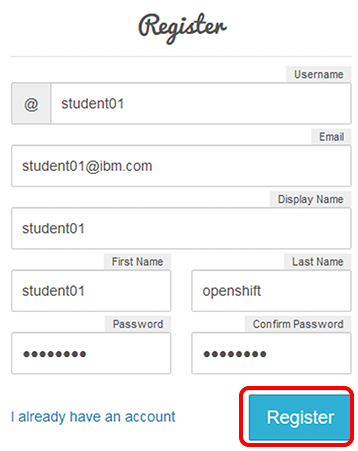 Register
Username
@ student01
Email
student01@ibm.com
Display Name
student01
First Name Last Name
student01 openshift
Password Confirm Password
•••••••• ••••••••
I already have an account Register